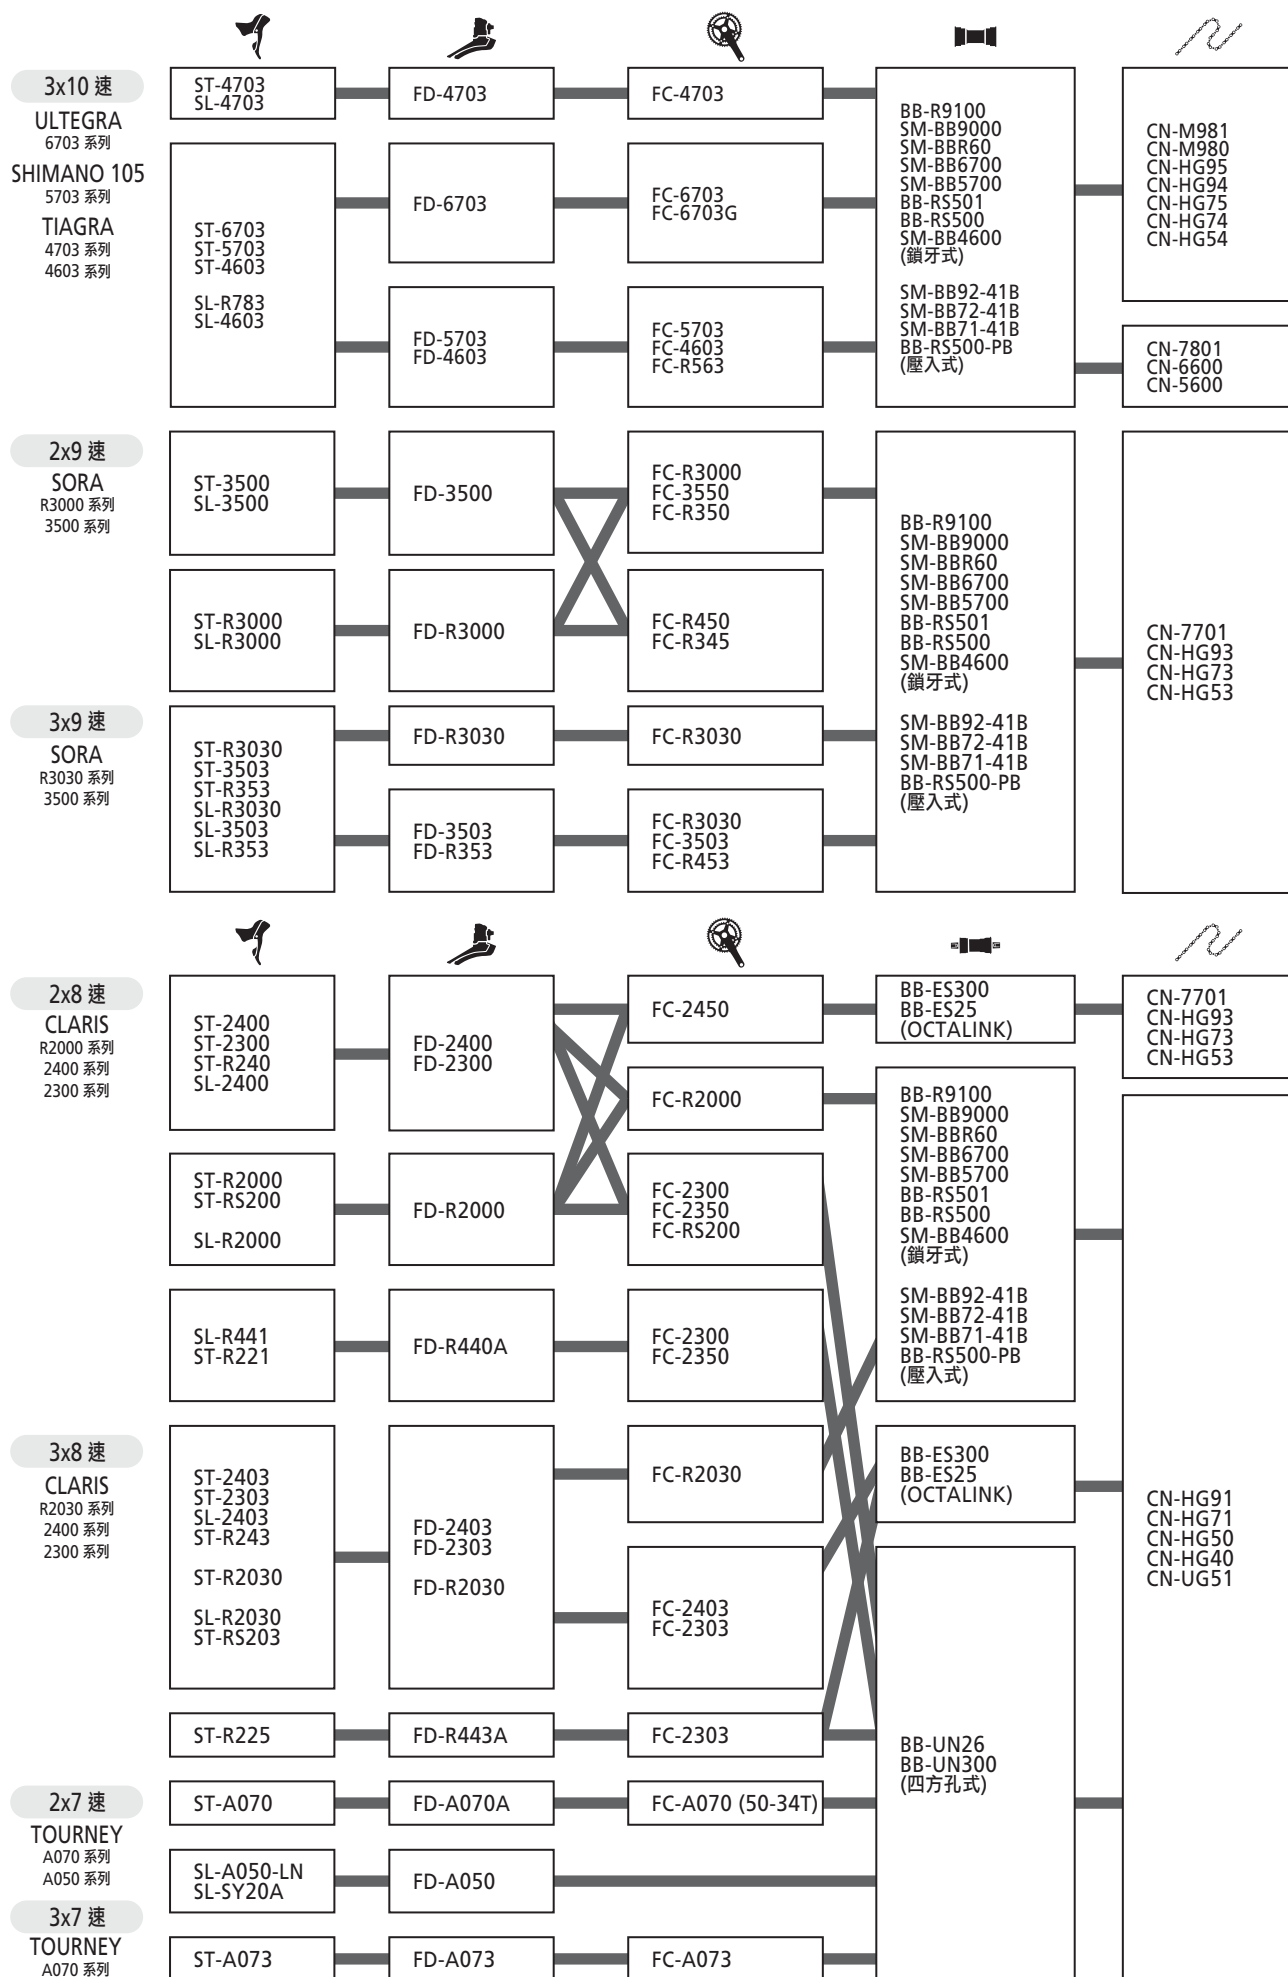 3x10 速
ULTEGRA
6703 系列
SHIMANO 105
5703 系列
TIAGRA
4703 系列
4603 系列
ST-4703
SL-4703
FD-4703
FC-4703
ST-6703
ST-5703
ST-4603
SL-R783
SL-4603
FD-6703
FC-6703
FC-6703G
FD-5703
FD-4603
FC-5703
FC-4603
FC-R563
BB-R9100
SM-BB9000
SM-BBR60
SM-BB6700
SM-BB5700
BB-RS501
BB-RS500
SM-BB4600
(鎖牙式)
SM-BB92-41B
SM-BB72-41B
SM-BB71-41B
BB-RS500-PB
(壓入式)
CN-M981
CN-M980
CN-HG95
CN-HG94
CN-HG75
CN-HG74
CN-HG54
CN-7801
CN-6600
CN-5600
2x9 速
SORA
R3000 系列
3500 系列
ST-3500
SL-3500
FD-3500
FC-R3000
FC-3550
FC-R350
ST-R3000
SL-R3000
FD-R3000
FC-R450
FC-R345
3x9 速
SORA
R3030 系列
3500 系列
ST-R3030
ST-3503
ST-R353
SL-R3030
SL-3503
SL-R353
FD-R3030
FC-R3030
FD-3503
FD-R353
FC-R3030
FC-3503
FC-R453
BB-R9100
SM-BB9000
SM-BBR60
SM-BB6700
SM-BB5700
BB-RS501
BB-RS500
SM-BB4600
(鎖牙式)
SM-BB92-41B
SM-BB72-41B
SM-BB71-41B
BB-RS500-PB
(壓入式)
CN-7701
CN-HG93
CN-HG73
CN-HG53
2x8 速
CLARIS
R2000 系列
2400 系列
2300 系列
ST-2400
ST-2300
ST-R240
SL-2400
FD-2400
FD-2300
FC-2450
BB-ES300
BB-ES25
(OCTALINK)
CN-7701
CN-HG93
CN-HG73
CN-HG53
FC-R2000
ST-R2000
ST-RS200
SL-R2000
FD-R2000
FC-2300
FC-2350
FC-RS200
SL-R441
ST-R221
FD-R440A
FC-2300
FC-2350
BB-R9100
SM-BB9000
SM-BBR60
SM-BB6700
SM-BB5700
BB-RS501
BB-RS500
SM-BB4600
(鎖牙式)
SM-BB92-41B
SM-BB72-41B
SM-BB71-41B
BB-RS500-PB
(壓入式)
3x8 速
CLARIS
R2030 系列
2400 系列
2300 系列
ST-2403
ST-2303
SL-2403
ST-R243
ST-R2030
SL-R2030
ST-RS203
FD-2403
FD-2303
FD-R2030
FC-R2030
FC-2403
FC-2303
BB-ES300
BB-ES25
(OCTALINK)
CN-HG91
CN-HG71
CN-HG50
CN-HG40
CN-UG51
ST-R225
FD-R443A
FC-2303
BB-UN26
BB-UN300
(四方孔式)
2x7 速
TOURNEY
A070 系列
A050 系列
ST-A070
FD-A070A
FC-A070 (50-34T)
SL-A050-LN
SL-SY20A
FD-A050
3x7 速
TOURNEY
A070 系列
ST-A073
FD-A073
FC-A073